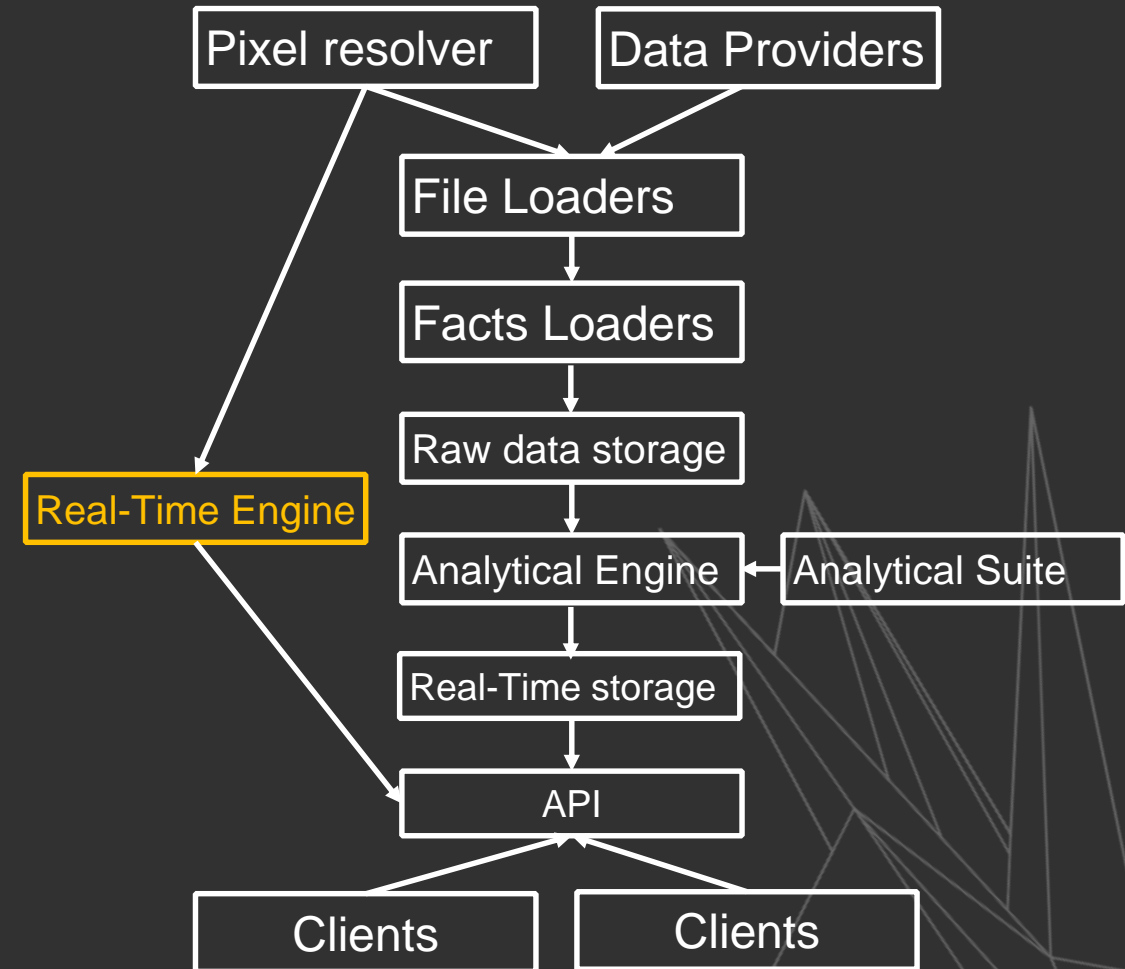 Pixel resolver
Data Providers
File Loaders
Facts Loaders
Raw data storage
Real-Time Engine
Analytical Engine
Analytical Suite
Real-Time storage
API
Clients
Clients